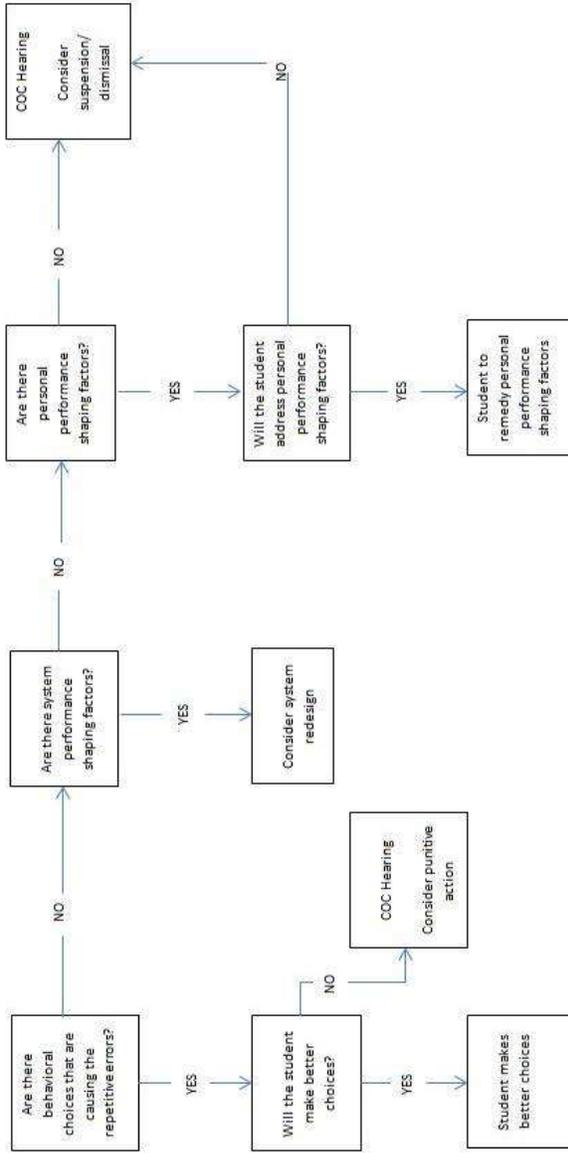 Are there
behavioral
choices that are
causing the
repetitive errors?
NO
Are there system
performance
shaping factors?
NO
Are there
personal
performance
shaping factors?
NO
COC Hearing
Consider
suspension/
dismissal
YES
YES
YES
NO
Will the student
make better
choices?
NO
COC Hearing
Consider punitive
action
Consider system
redesign
Will the student
address personal
performance
shaping factors?
YES
YES
Student makes
better choices
Student to
remedy personal
performance
shaping factors